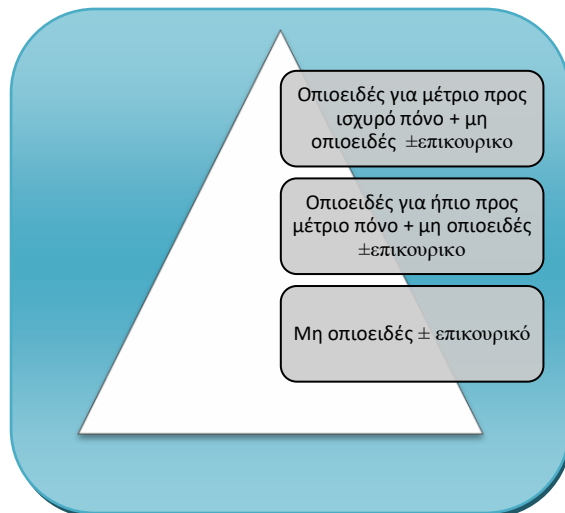 Οπιοειδές για μέτριο προς
ισχυρό πόνο + μη
οπιοειδές ±επικουρικο
Οπιοειδές για ήπιο προς
μέτριο πόνο + μη οπιοειδές
±επικουρικο
Μη οπιοειδές ± επικουρικό